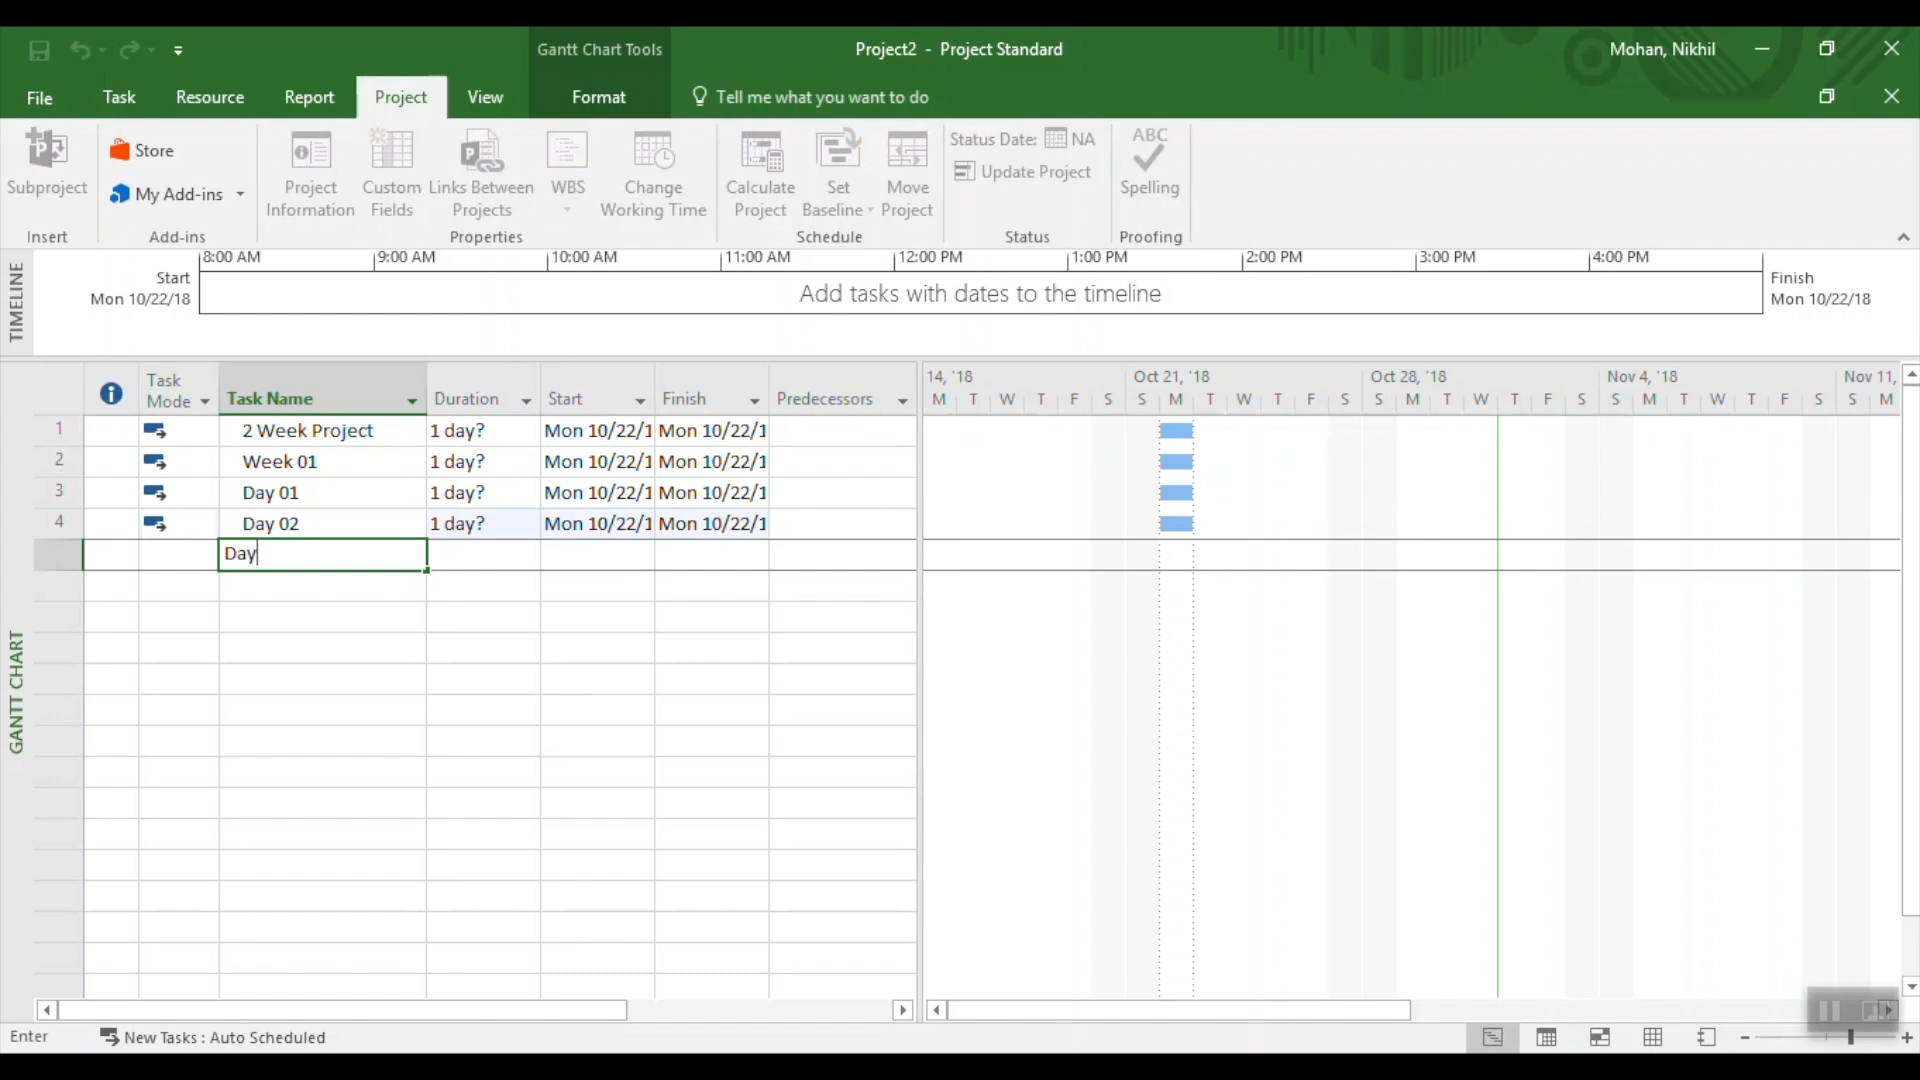 Gantt Chart Tools
Project2 - Project Standard
Mohan, Nikhil
File Task Resource Report Project View Format Tell me what you want to do
Subproject
Insert
Store
My Add-ins
Add-ins
Project Information
Custom Fields
Links Between Projects
WBS
Change Working Time
Properties
Calculate Project
Set Baseline
Move Project
Schedule
Status Date: NA
Update Project
Status
ABC
Spelling
Proofing
TIMELINE
8:00 AM 9:00 AM 10:00 AM 11:00 AM 12:00 PM 1:00 PM 2:00 PM 3:00 PM 4:00 PM
Start
Mon 10/22/18
Add tasks with dates to the timeline
Finish
Mon 10/22/18
GANTT CHART
Task Mode Task Name Duration Start Finish Predecessors
14, '18 Oct 21, '18 Oct 28, '18 Nov 4, '18 Nov 11,
M T W T F S S M T W T F S S M T W T F S S M T W T F S S M
1 2 Week Project 1 day? Mon 10/22/1 Mon 10/22/1
2 Week 01 1 day? Mon 10/22/1 Mon 10/22/1
3 Day 01 1 day? Mon 10/22/1 Mon 10/22/1
4 Day 02 1 day? Mon 10/22/1 Mon 10/22/1
Day
Enter New Tasks : Auto Scheduled